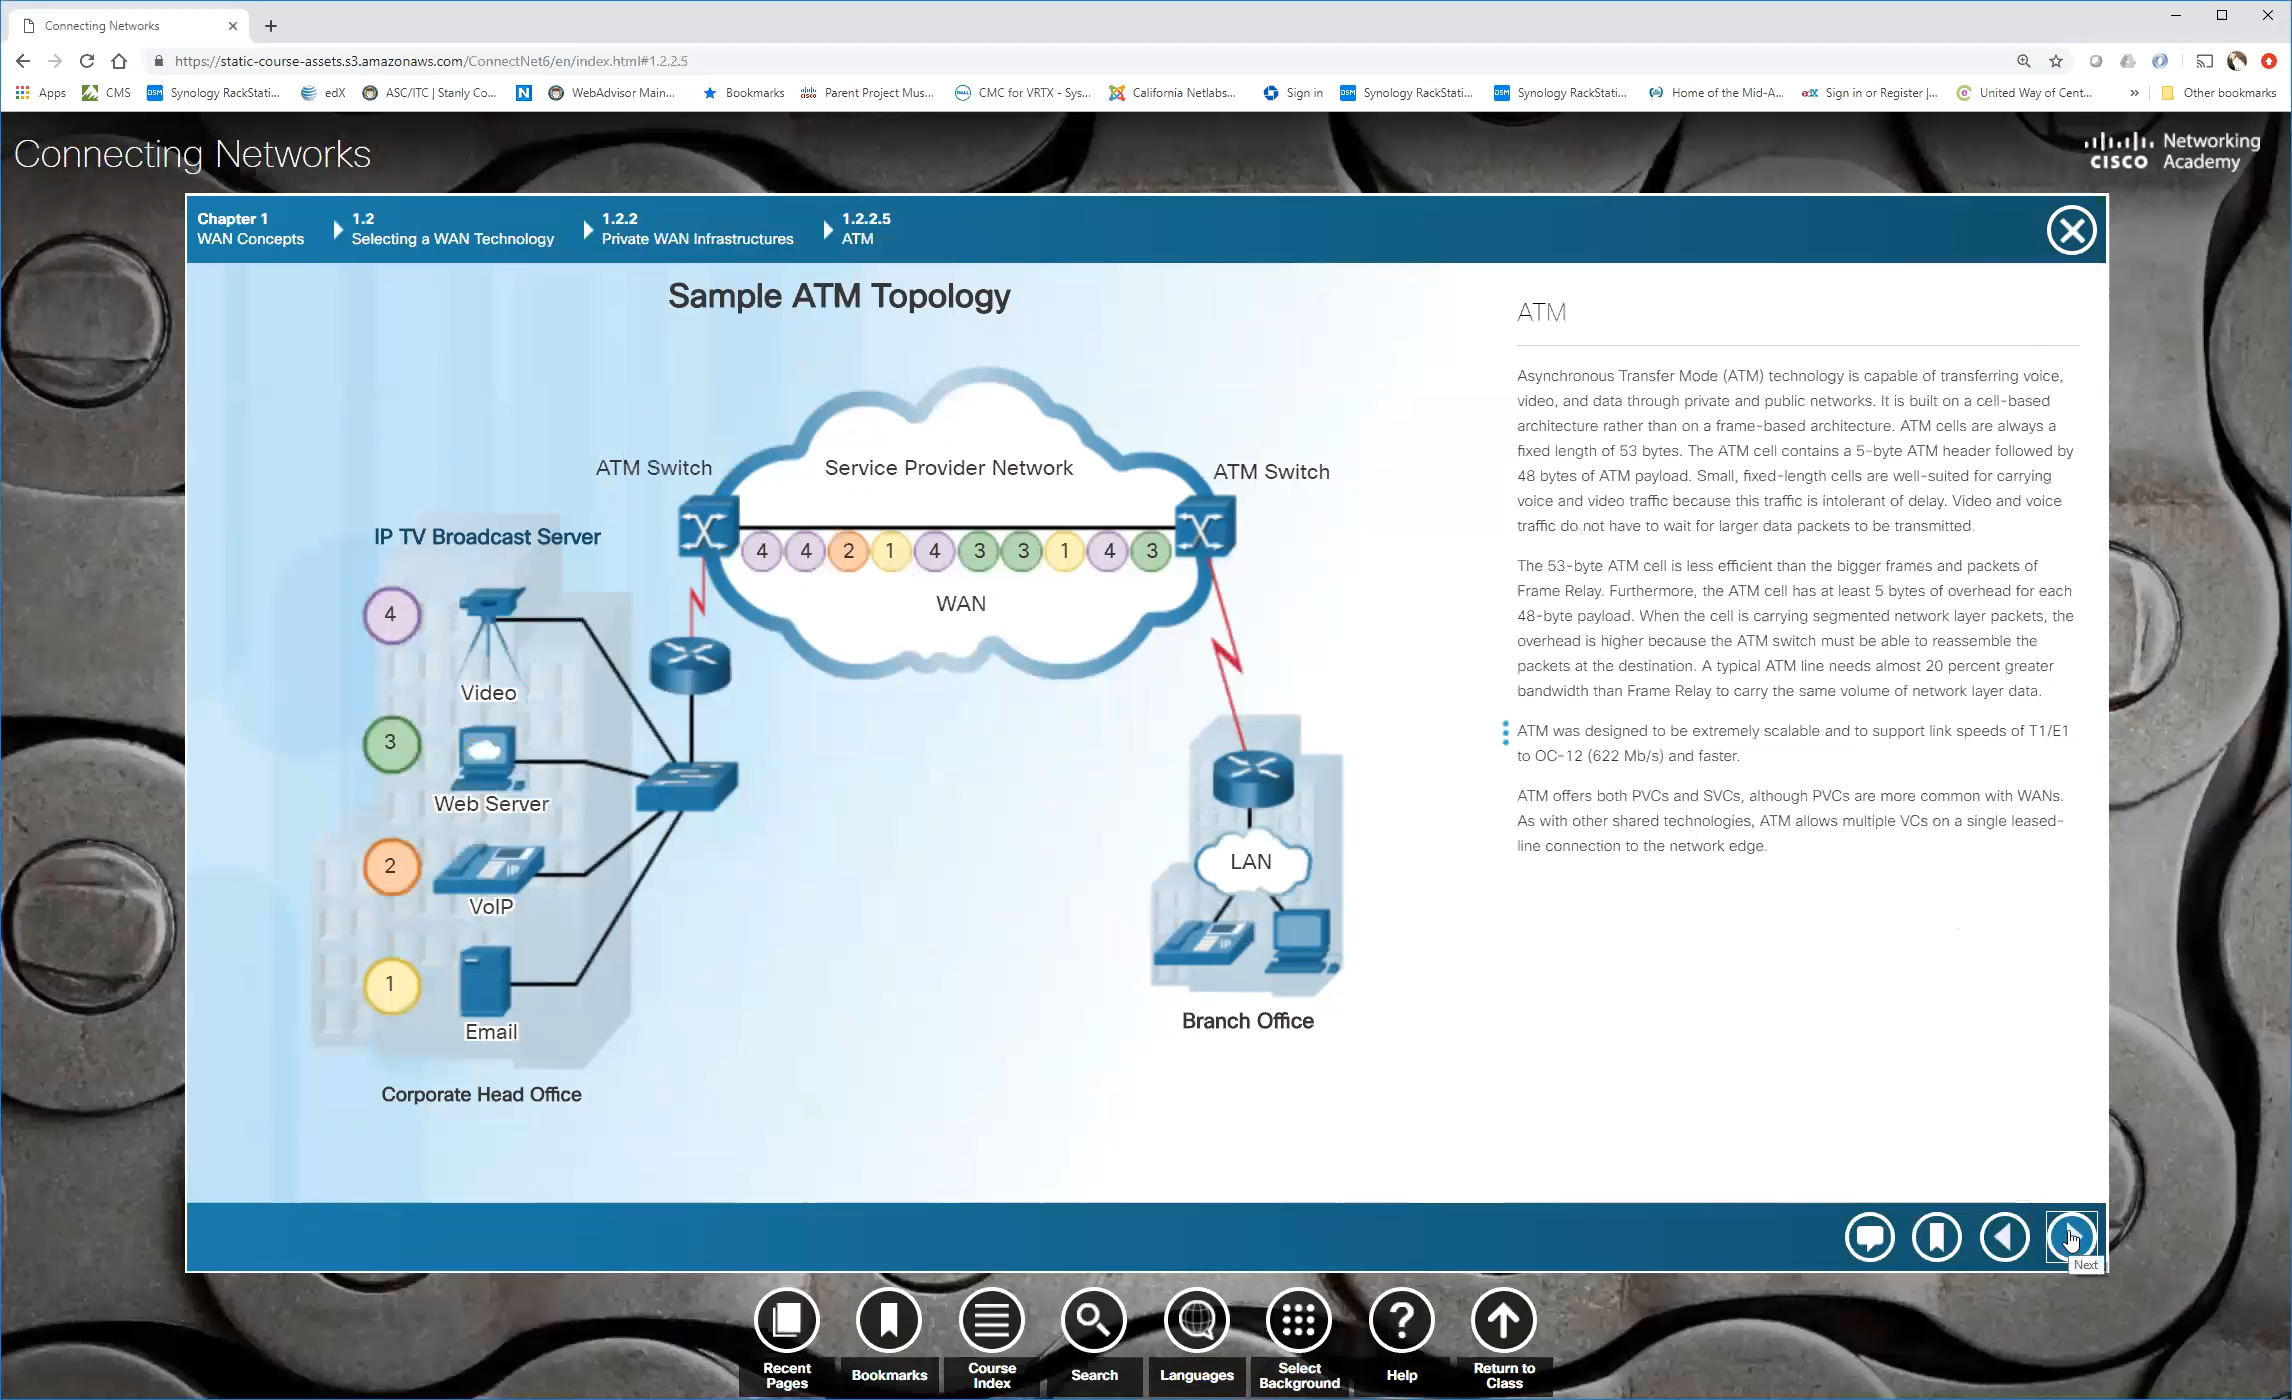 Connecting Networks
https://static-course-assets.s3.amazonaws.com/ConnectNet6/en/index.html#1.2.2.5
Apps CMS Synology RackStati... edX ASC/ITC | Stanly Co... N WebAdvisor Main... Bookmarks Parent Project Mus... CMC for VRTX - Sys... California Netlabs... Sign in Synology RackStati... Synology RackStati... Home of the Mid-A... Sign in or Register |... United Way of Cent... » Other bookmarks
Connecting Networks
CISCO Networking Academy
Chapter 1
WAN Concepts
1.2
Selecting a WAN Technology
1.2.2
Private WAN Infrastructures
1.2.2.5
ATM
Sample ATM Topology
ATM Switch
Service Provider Network
ATM Switch
IP TV Broadcast Server
4 4 2 1 4 3 3 1 4 3
WAN
4
Video
3
Web Server
2
IP
VoIP
1
Email
Corporate Head Office
LAN
IP
Branch Office
ATM
Asynchronous Transfer Mode (ATM) technology is capable of transferring voice,
video, and data through private and public networks. It is built on a cell-based
architecture rather than on a frame-based architecture. ATM cells are always a
fixed length of 53 bytes. The ATM cell contains a 5-byte ATM header followed by
48 bytes of ATM payload. Small, fixed-length cells are well-suited for carrying
voice and video traffic because this traffic is intolerant of delay. Video and voice
traffic do not have to wait for larger data packets to be transmitted.
The 53-byte ATM cell is less efficient than the bigger frames and packets of
Frame Relay. Furthermore, the ATM cell has at least 5 bytes of overhead for each
48-byte payload. When the cell is carrying segmented network layer packets, the
overhead is higher because the ATM switch must be able to reassemble the
packets at the destination. A typical ATM line needs almost 20 percent greater
bandwidth than Frame Relay to carry the same volume of network layer data.
ATM was designed to be extremely scalable and to support link speeds of T1/E1
to OC-12 (622 Mb/s) and faster.
ATM offers both PVCs and SVCs, although PVCs are more common with WANs.
As with other shared technologies, ATM allows multiple VCs on a single leased-
line connection to the network edge.
Next
Recent Pages
Bookmarks
Course Index
Search
Languages
Select Background
Help
Return to Class